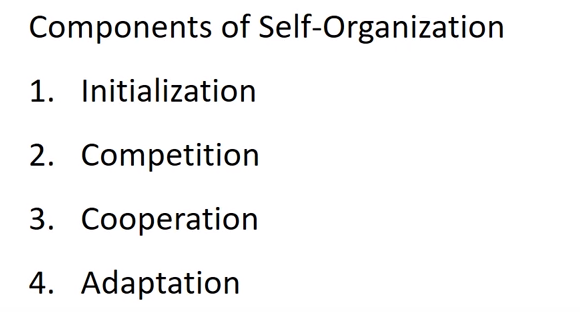 Components of Self-Organization
1. Initialization
2. Competition
3. Cooperation
4. Adaptation